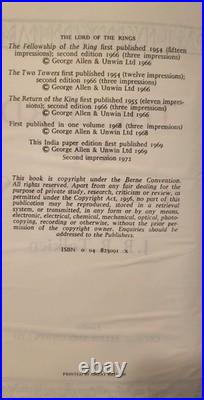 THE LORD OF THE RINGS
The Fellowship of the Ring first published 1954 (fifteen
impressions); second edition 1966 (three impressions)
© George Allen & Unwin Ltd 1966
The Two Towers first published 1954 (twelve impressions);
second edition 1966 (three impressions)
© George Allen & Unwin Ltd 1966
The Return of the King first published 1955 (eleven impres-
sions); second edition 1966 (three impressions)
© George Allen & Unwin Ltd 1966
First published in one volume 1968 (three impressions)
© George Allen & Unwin Ltd 1968
This India paper edition first published 1969
© George Allen & Unwin Ltd 1969
Second impression 1972
This book is copyright under the Berne Convention.
All rights reserved. Apart from any fair dealing for the
purpose of private study, research, criticism or review, as
permitted under the Copyright Act, 1956, no part of this
publication may be reproduced, stored in a retrieval
system, or transmitted, in any form or by any means,
electronic, electrical, chemical, mechanical, optical, photo-
copying, recording or otherwise, without the prior per-
mission of the copyright owner. Enquiries should be
addressed to the Publishers.
ISBN 0 04 823091 X
PRINTED IN GREAT BRITAIN